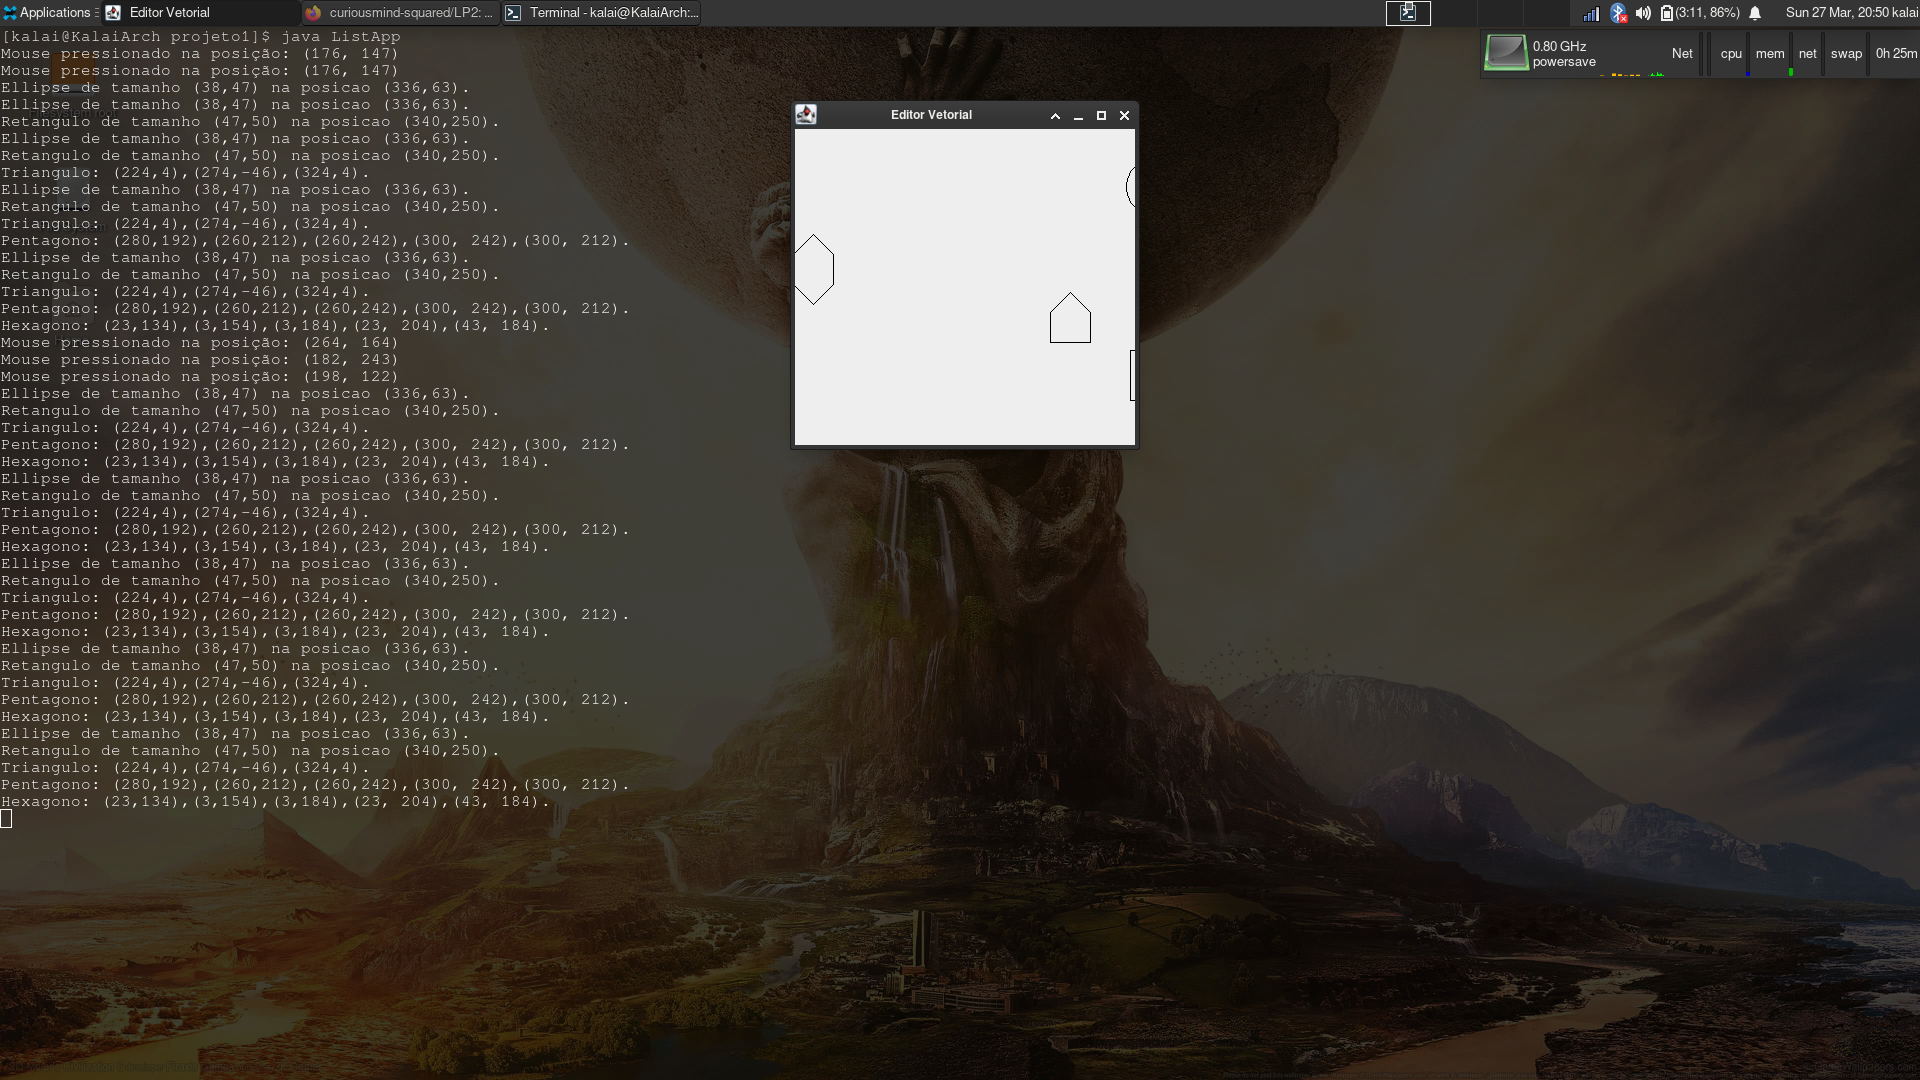 Applications
Editor Vetorial
curiousmind-squared/LP2: ...
Terminal - kalai@KalaiArch:...
(3:11, 86%)
Sun 27 Mar, 20:50 kalai
0.80 GHz
powersave
Net
cpu
mem
net
swap
0h 25m
[kalai@KalaiArch projeto1]$ java ListApp
Mouse pressionado na posição: (176, 147)
Mouse pressionado na posição: (176, 147)
Ellipse de tamanho (38,47) na posicao (336,63).
Ellipse de tamanho (38,47) na posicao (336,63).
Retangulo de tamanho (47,50) na posicao (340,250).
Ellipse de tamanho (38,47) na posicao (336,63).
Retangulo de tamanho (47,50) na posicao (340,250).
Triangulo: (224,4),(274,-46),(324,4).
Ellipse de tamanho (38,47) na posicao (336,63).
Retangulo de tamanho (47,50) na posicao (340,250).
Triangulo: (224,4),(274,-46),(324,4).
Pentagono: (280,192),(260,212),(260,242),(300, 242),(300, 212).
Ellipse de tamanho (38,47) na posicao (336,63).
Retangulo de tamanho (47,50) na posicao (340,250).
Triangulo: (224,4),(274,-46),(324,4).
Pentagono: (280,192),(260,212),(260,242),(300, 242),(300, 212).
Hexagono: (23,134),(3,154),(3,184),(23, 204),(43, 184).
Mouse pressionado na posição: (264, 164)
Mouse pressionado na posição: (182, 243)
Mouse pressionado na posição: (198, 122)
Ellipse de tamanho (38,47) na posicao (336,63).
Retangulo de tamanho (47,50) na posicao (340,250).
Triangulo: (224,4),(274,-46),(324,4).
Pentagono: (280,192),(260,212),(260,242),(300, 242),(300, 212).
Hexagono: (23,134),(3,154),(3,184),(23, 204),(43, 184).
Ellipse de tamanho (38,47) na posicao (336,63).
Retangulo de tamanho (47,50) na posicao (340,250).
Triangulo: (224,4),(274,-46),(324,4).
Pentagono: (280,192),(260,212),(260,242),(300, 242),(300, 212).
Hexagono: (23,134),(3,154),(3,184),(23, 204),(43, 184).
Ellipse de tamanho (38,47) na posicao (336,63).
Retangulo de tamanho (47,50) na posicao (340,250).
Triangulo: (224,4),(274,-46),(324,4).
Pentagono: (280,192),(260,212),(260,242),(300, 242),(300, 212).
Hexagono: (23,134),(3,154),(3,184),(23, 204),(43, 184).
Ellipse de tamanho (38,47) na posicao (336,63).
Retangulo de tamanho (47,50) na posicao (340,250).
Triangulo: (224,4),(274,-46),(324,4).
Pentagono: (280,192),(260,212),(260,242),(300, 242),(300, 212).
Hexagono: (23,134),(3,154),(3,184),(23, 204),(43, 184).
Ellipse de tamanho (38,47) na posicao (336,63).
Retangulo de tamanho (47,50) na posicao (340,250).
Triangulo: (224,4),(274,-46),(324,4).
Pentagono: (280,192),(260,212),(260,242),(300, 242),(300, 212).
Hexagono: (23,134),(3,154),(3,184),(23, 204),(43, 184).
Editor Vetorial